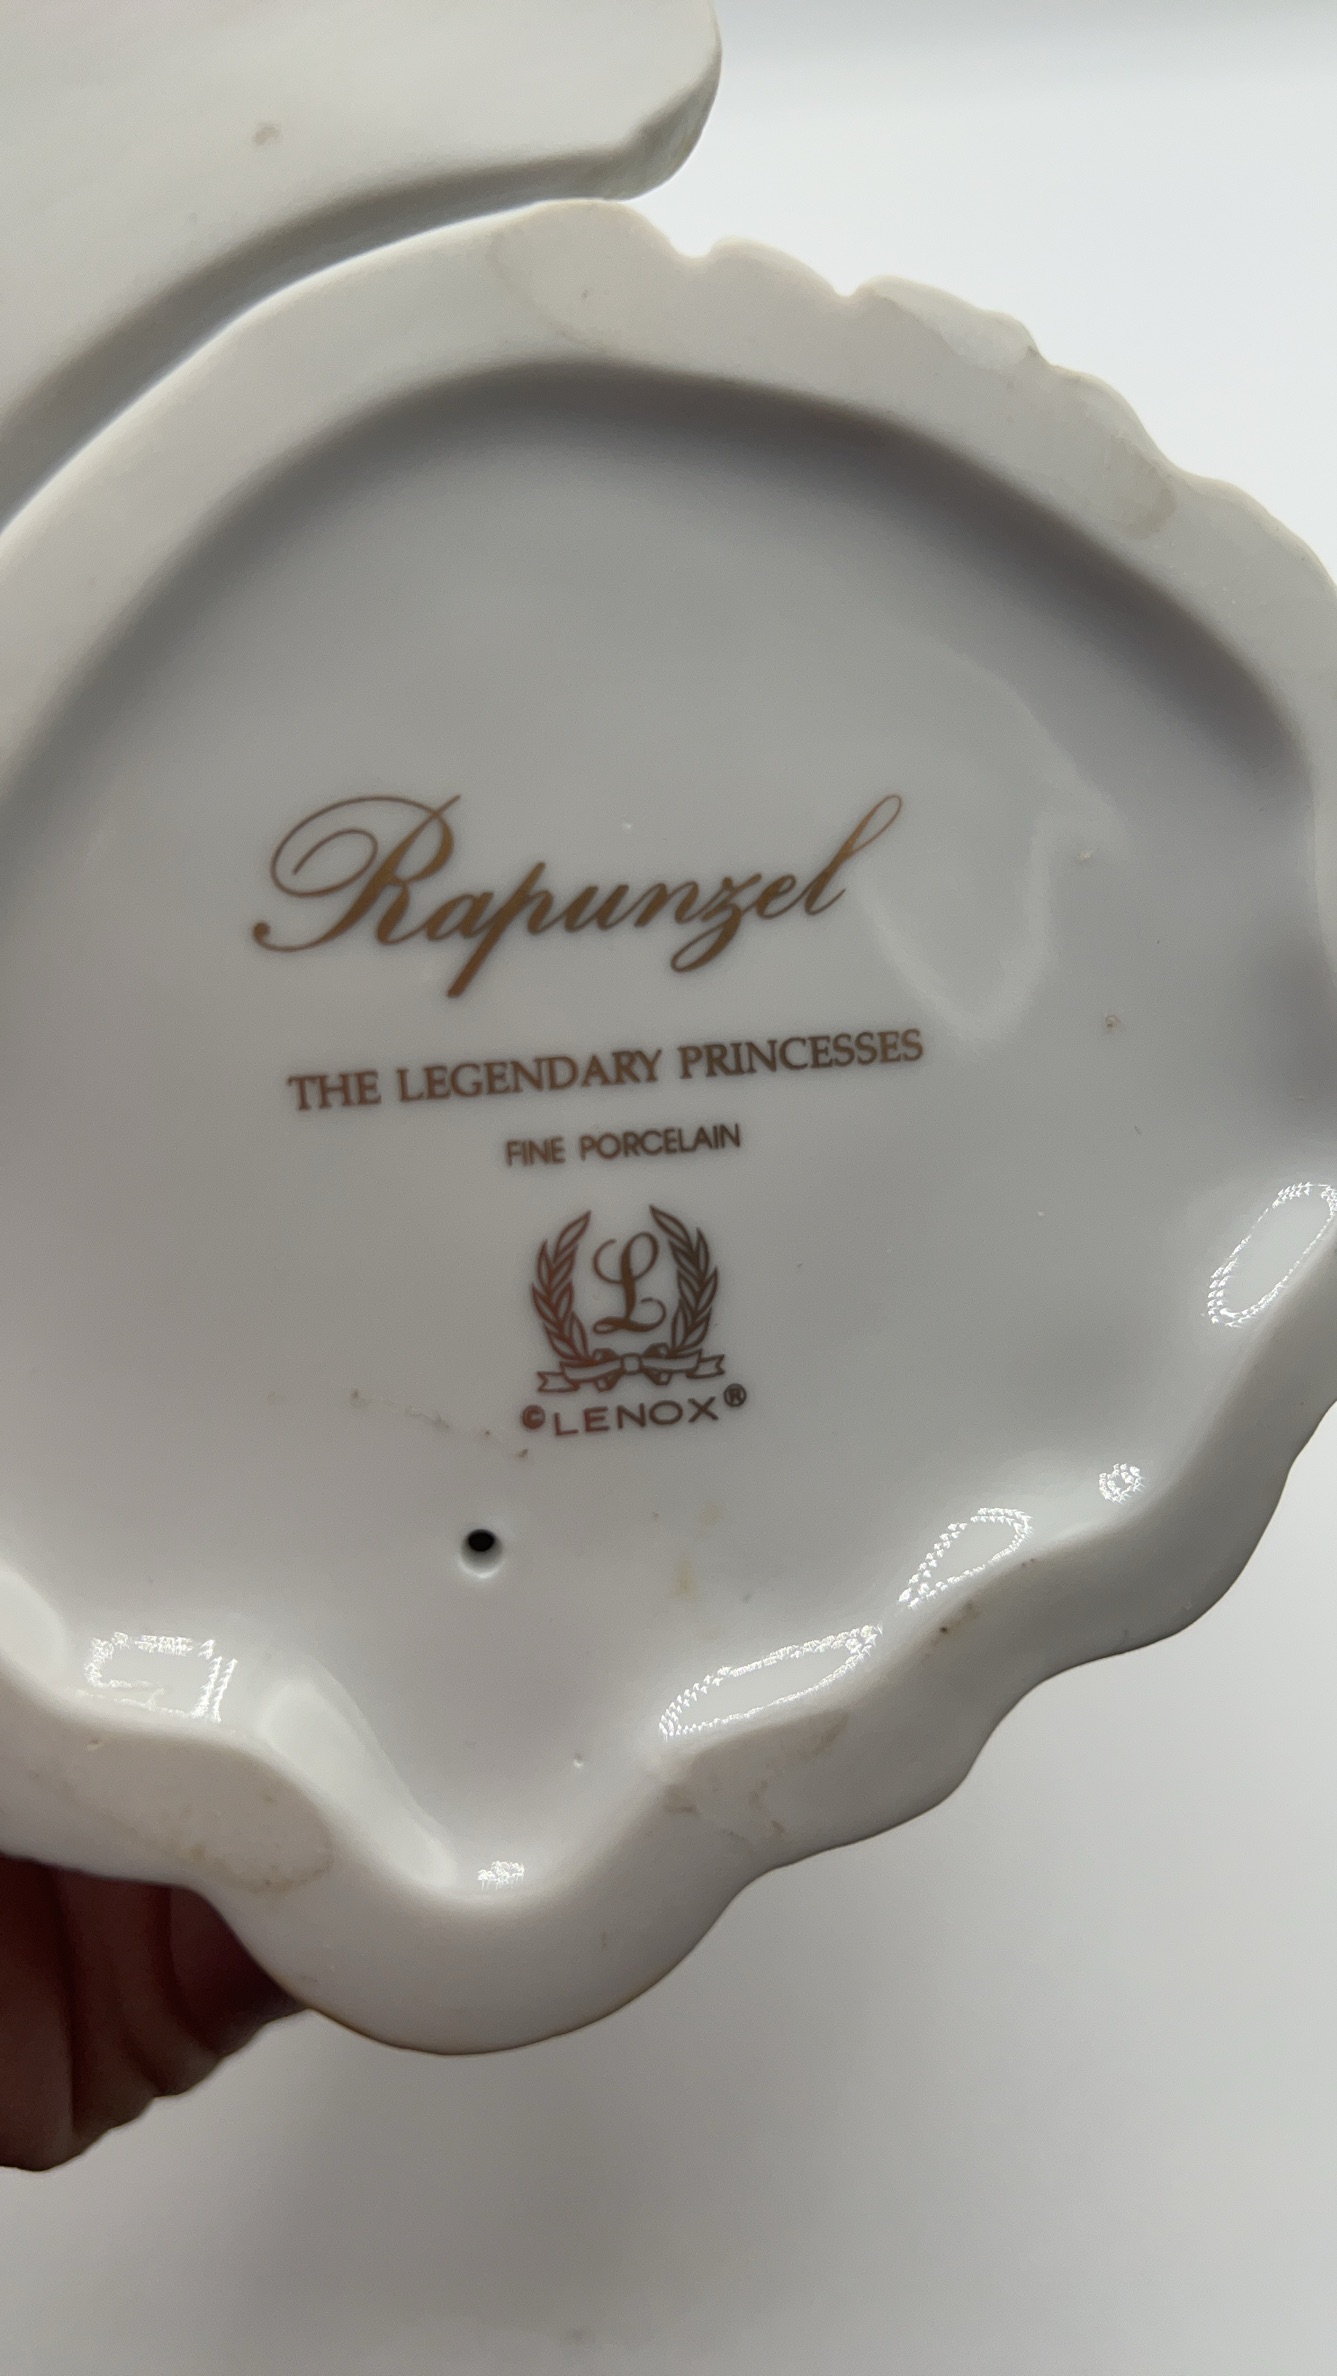 Rapunzel
THE LEGENDARY PRINCESSES
FINE PORCELAIN
L
©LENOX®